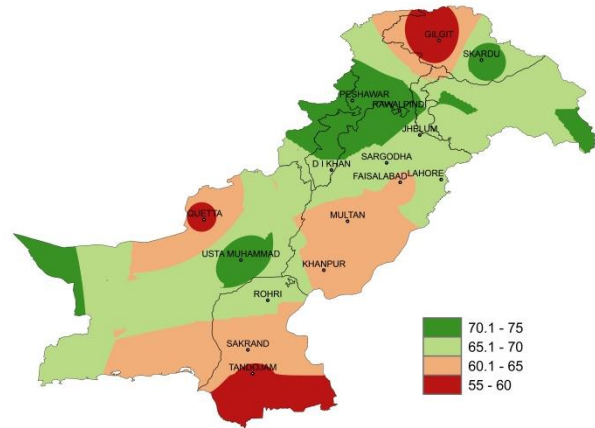 GILGIT
SKARDU
PESHAWAR
RAWALPINDI
JHELUM
SARGODHA
D I KHAN
FAISALABAD
LAHORE
QUETTA
MULTAN
USTA MUHAMMAD
KHANPUR
ROHRI
SAKRAND
TANDOJAM
70.1 - 75
65.1 - 70
60.1 - 65
55 - 60